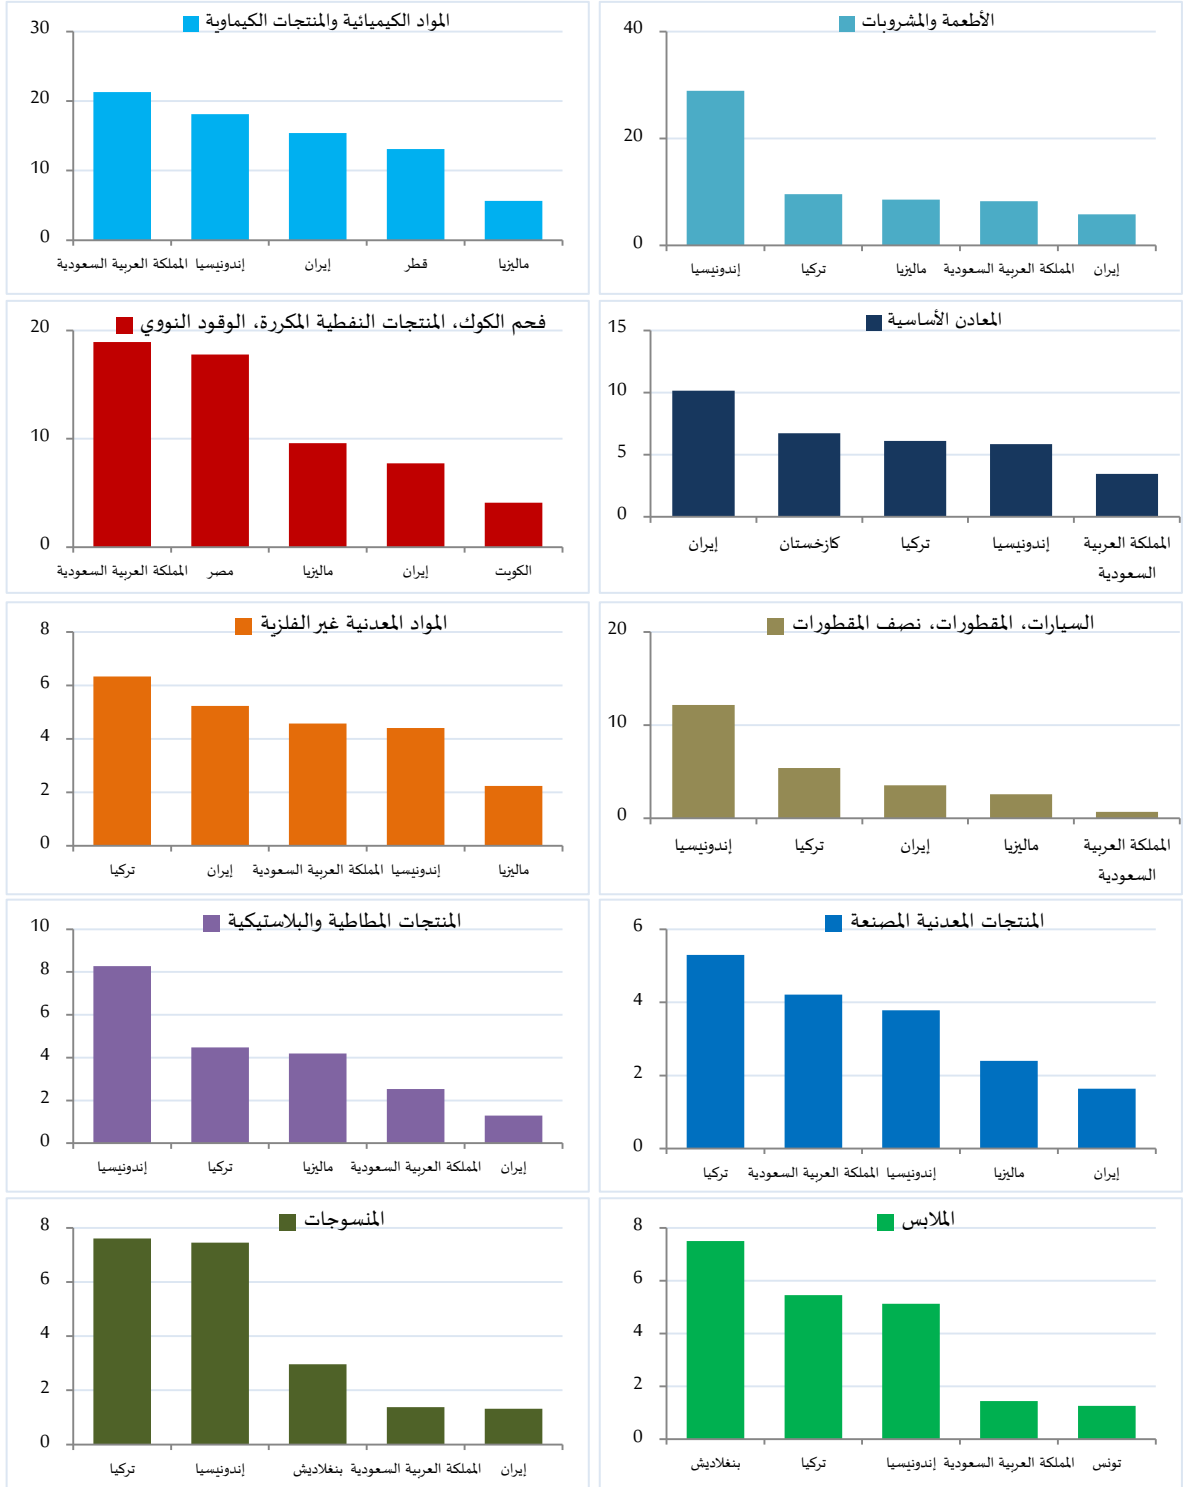 المواد الكيميائية والمنتجات الكيماوية
30
20
10
0
المملكة العربية السعودية إندونيسيا إيران قطر ماليزيا
الأطعمة والمشروبات
40
20
0
إندونيسيا تركيا ماليزيا المملكة العربية السعودية إيران
فحم الكوك، المنتجات النفطية المكررة، الوقود النووي
20
10
0
المملكة العربية السعودية مصر ماليزيا إيران الكويت
المعادن الأساسية
15
10
5
0
إيران كازخستان تركيا إندونيسيا المملكة العربية
السعودية
المواد المعدنية غير الفلزية
8
6
4
2
0
تركيا إيران المملكة العربية السعودية إندونيسيا ماليزيا
السيارات، المقطورات، نصف المقطورات
20
10
0
إندونيسيا تركيا إيران ماليزيا المملكة العربية
السعودية
المنتجات المطاطية والبلاستيكية
10
8
6
4
2
0
إندونيسيا تركيا ماليزيا المملكة العربية السعودية إيران
المنتجات المعدنية المصنعة
6
4
2
0
تركيا المملكة العربية السعودية إندونيسيا ماليزيا إيران
المنسوجات
8
6
4
2
0
تركيا إندونيسيا بنغلاديش المملكة العربية السعودية إيران
الملابس
8
6
4
2
0
بنغلاديش تركيا إندونيسيا المملكة العربية السعودية تونس